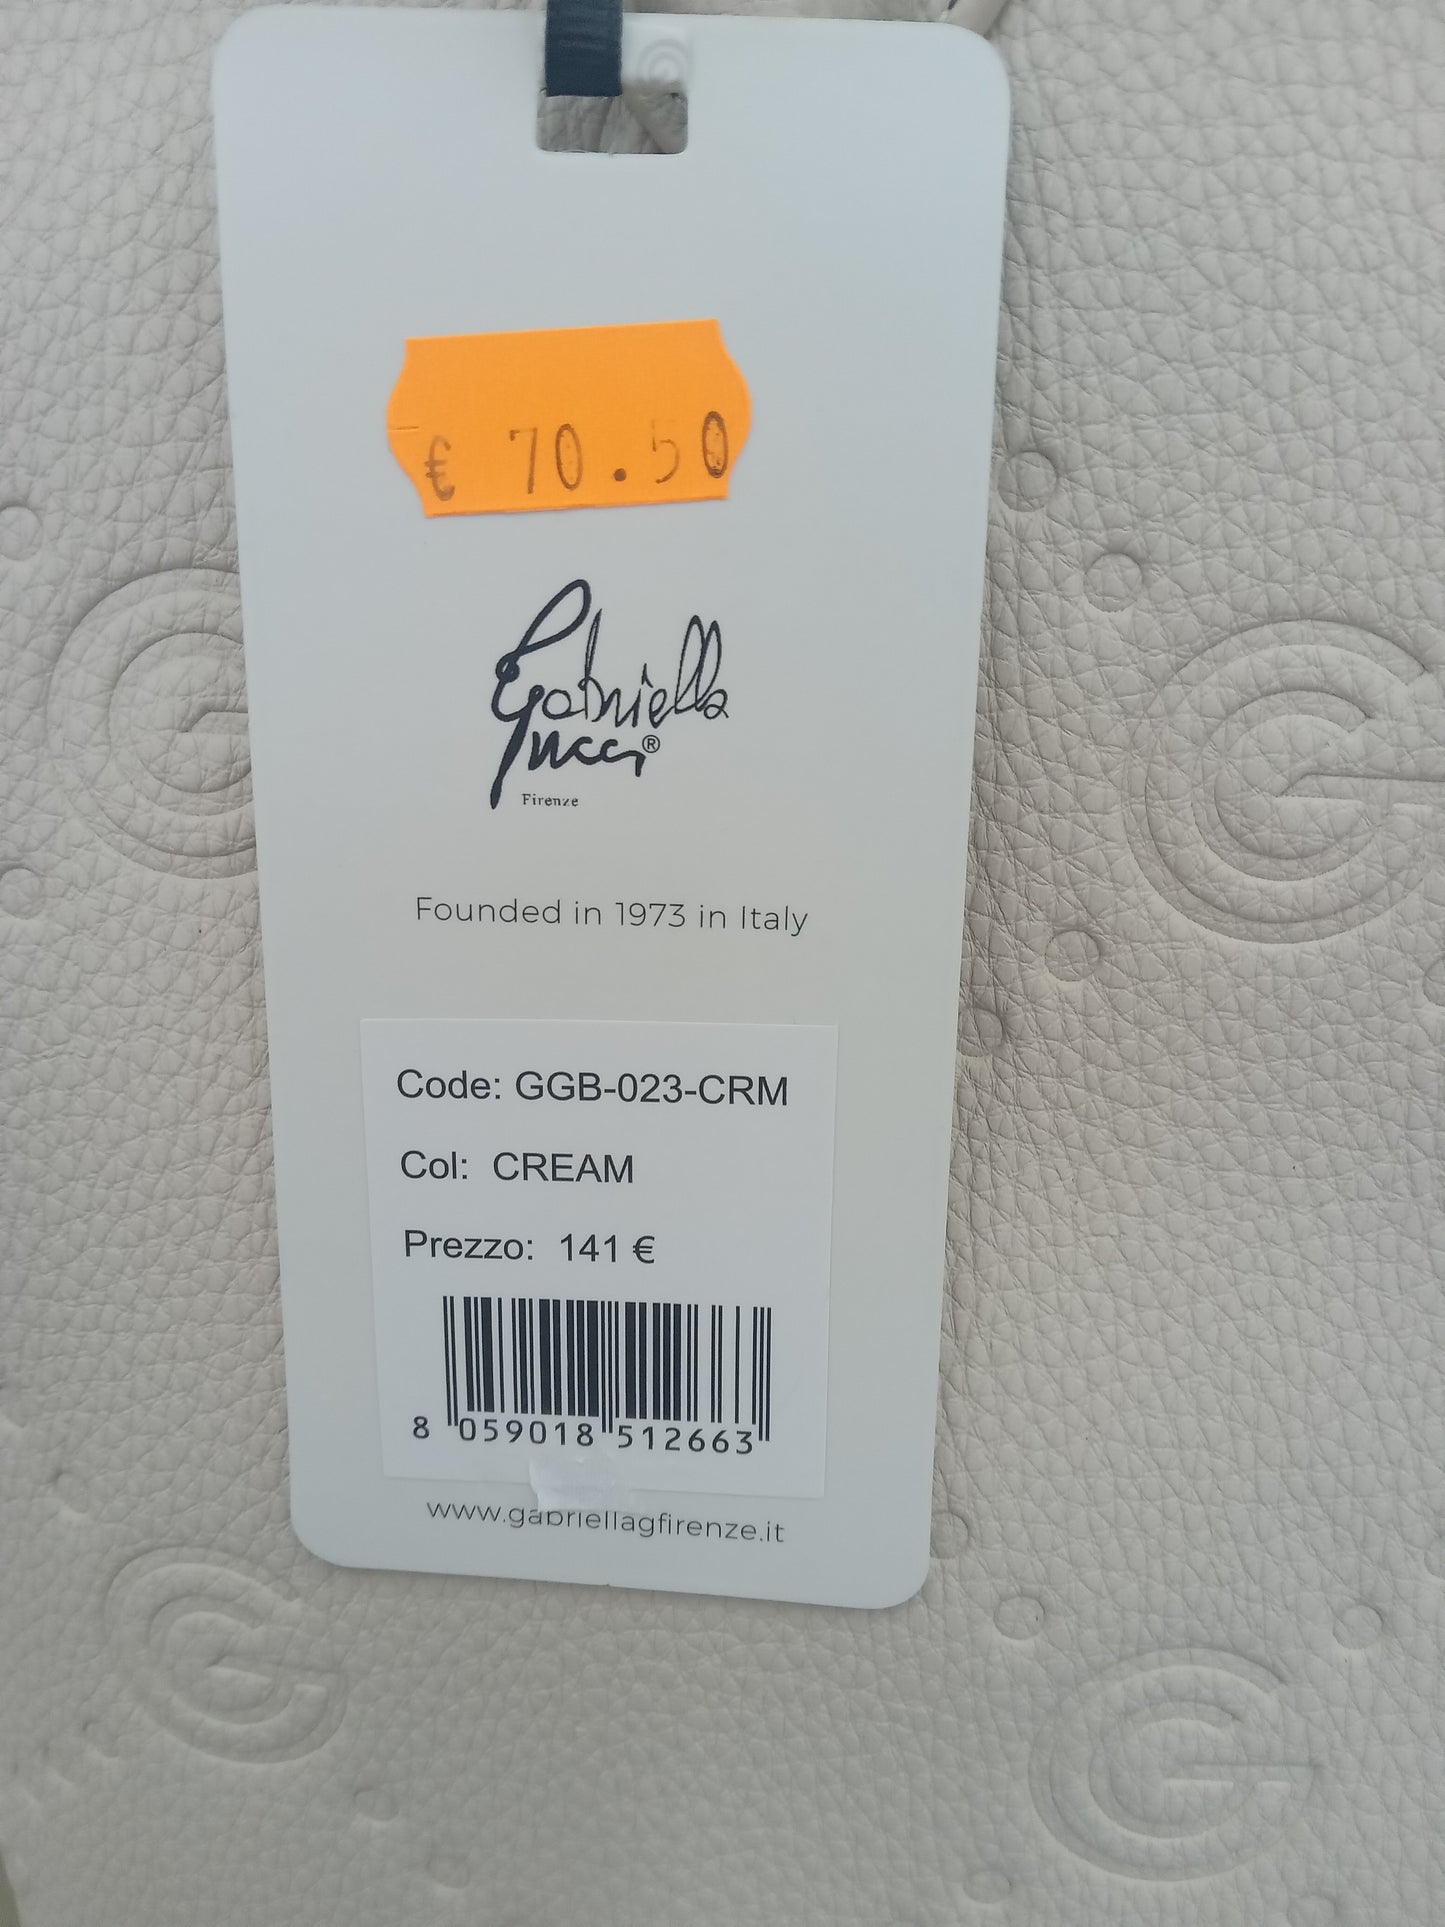 € 70.50
Gabriella
Gucci®
Firenze
Founded in 1973 in Italy
Code: GGB-023-CRM
Col: CREAM
Prezzo: 141 €
8 059018 512663
www.gabriellagfirenze.it